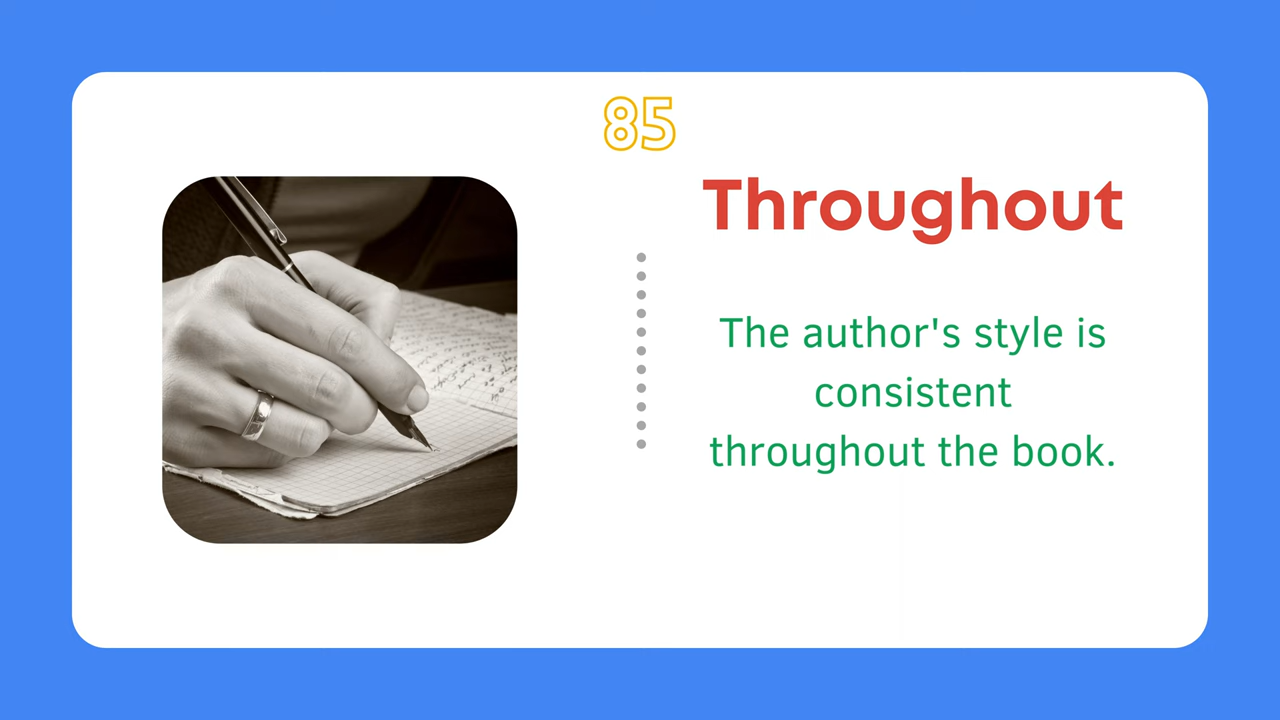 85
Throughout
The author's style is
consistent
throughout the book.